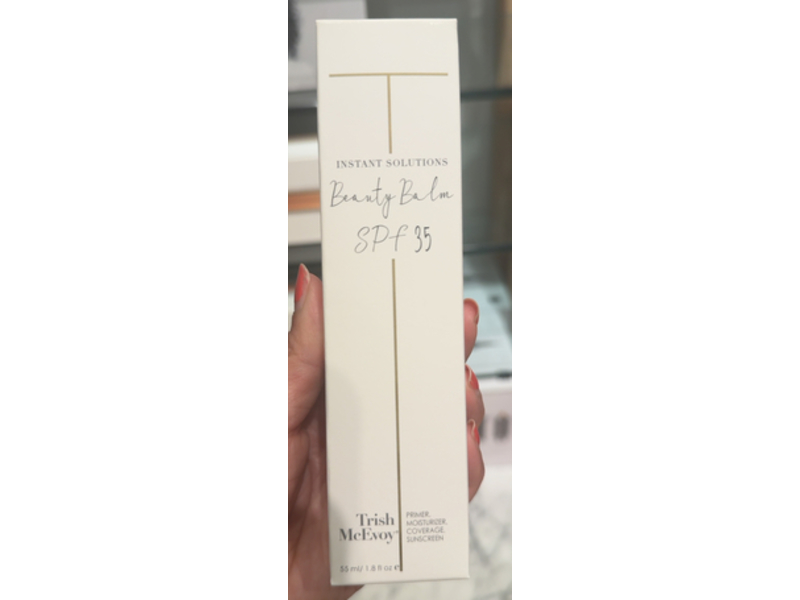 INSTANT SOLUTIONS
Beauty Balm
SPf 35
Trish
McEvoy
PRIMER,
MOISTURIZER,
COVERAGE,
SUNSCREEN
55 ml/ 1.8 fl oz e